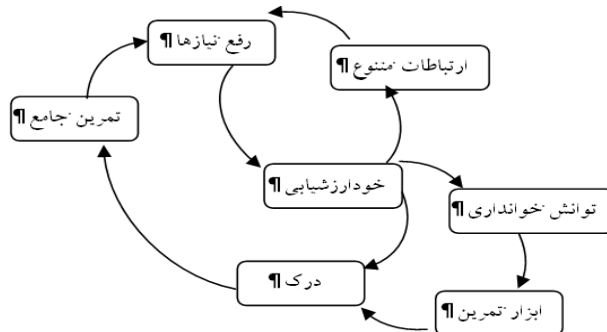 رفع نیازها ¶
ارتباطات متنوع ¶
تمرین جامع ¶
خودارزشیابی ¶
توانش خوانداری ¶
درک ¶
ابزار تمرین ¶